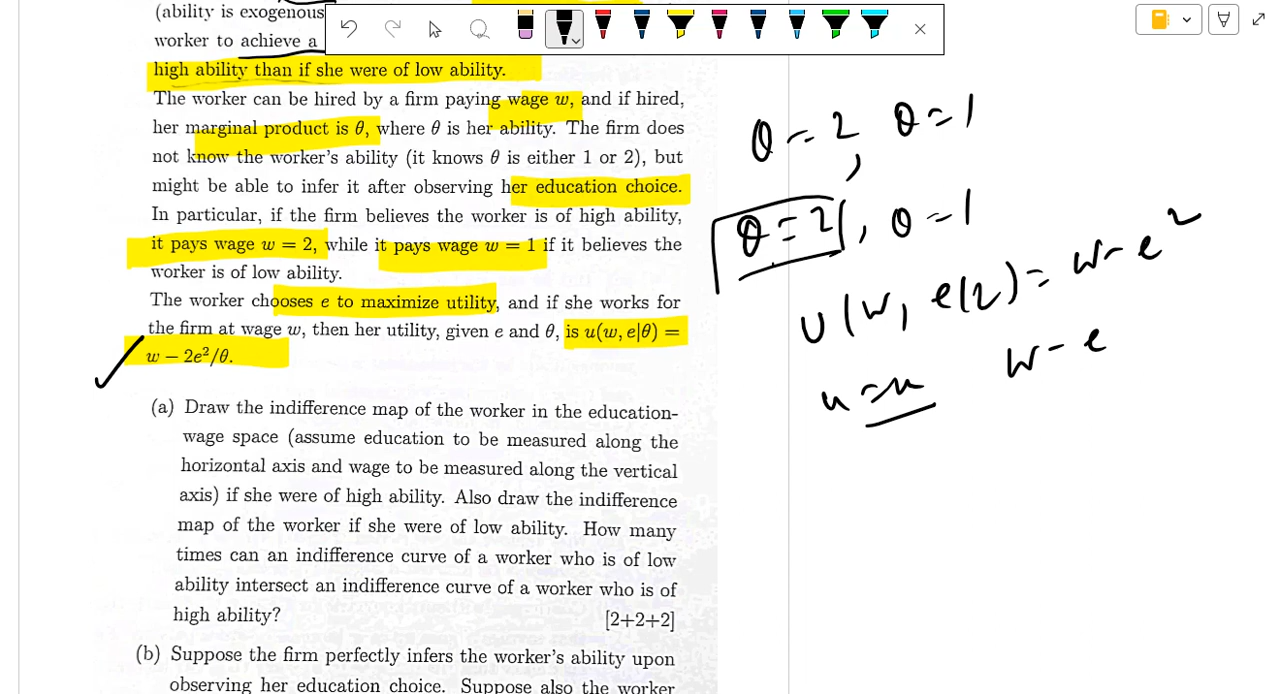 (ability is exogenous
worker to achieve a
high ability than if she were of low ability.
The worker can be hired by a firm paying wage w, and if hired,
her marginal product is θ, where θ is her ability. The firm does
not know the worker's ability (it knows θ is either 1 or 2), but
might be able to infer it after observing her education choice.
In particular, if the firm believes the worker is of high ability,
it pays wage w = 2, while it pays wage w = 1 if it believes the
worker is of low ability.
The worker chooses e to maximize utility, and if she works for
the firm at wage w, then her utility, given e and θ, is u(w, e|θ) =
w − 2e²/θ.
(a) Draw the indifference map of the worker in the education-
wage space (assume education to be measured along the
horizontal axis and wage to be measured along the vertical
axis) if she were of high ability. Also draw the indifference
map of the worker if she were of low ability. How many
times can an indifference curve of a worker who is of low
ability intersect an indifference curve of a worker who is of
high ability? [2+2+2]
(b) Suppose the firm perfectly infers the worker's ability upon
observing her education choice. Suppose also the worker
θ = 2, θ = 1
θ = 2, θ = 1
U(w, e|2) = w - e²
w - e
u = u